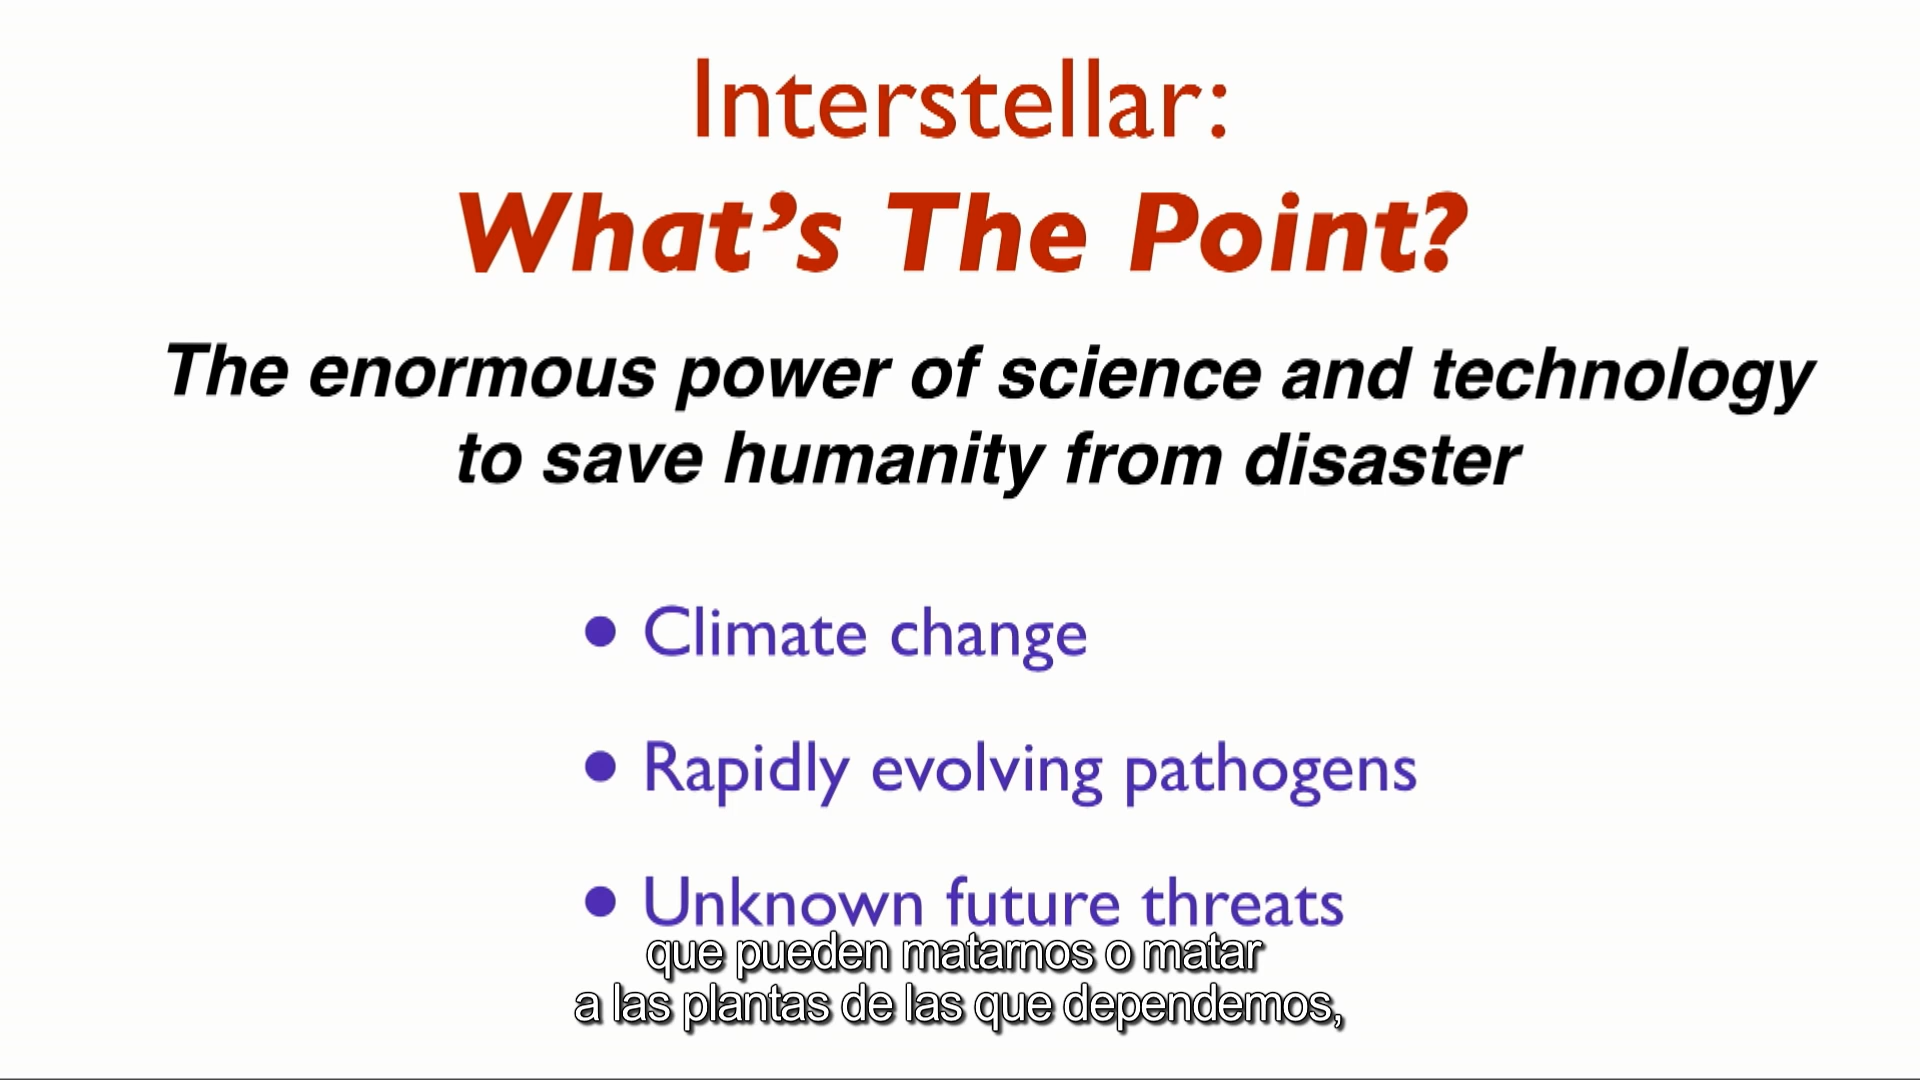 Interstellar:
What's The Point?
The enormous power of science and technology
to save humanity from disaster
• Climate change
• Rapidly evolving pathogens
• Unknown future threats
que pueden matarnos o matar
a las plantas de las que dependemos,